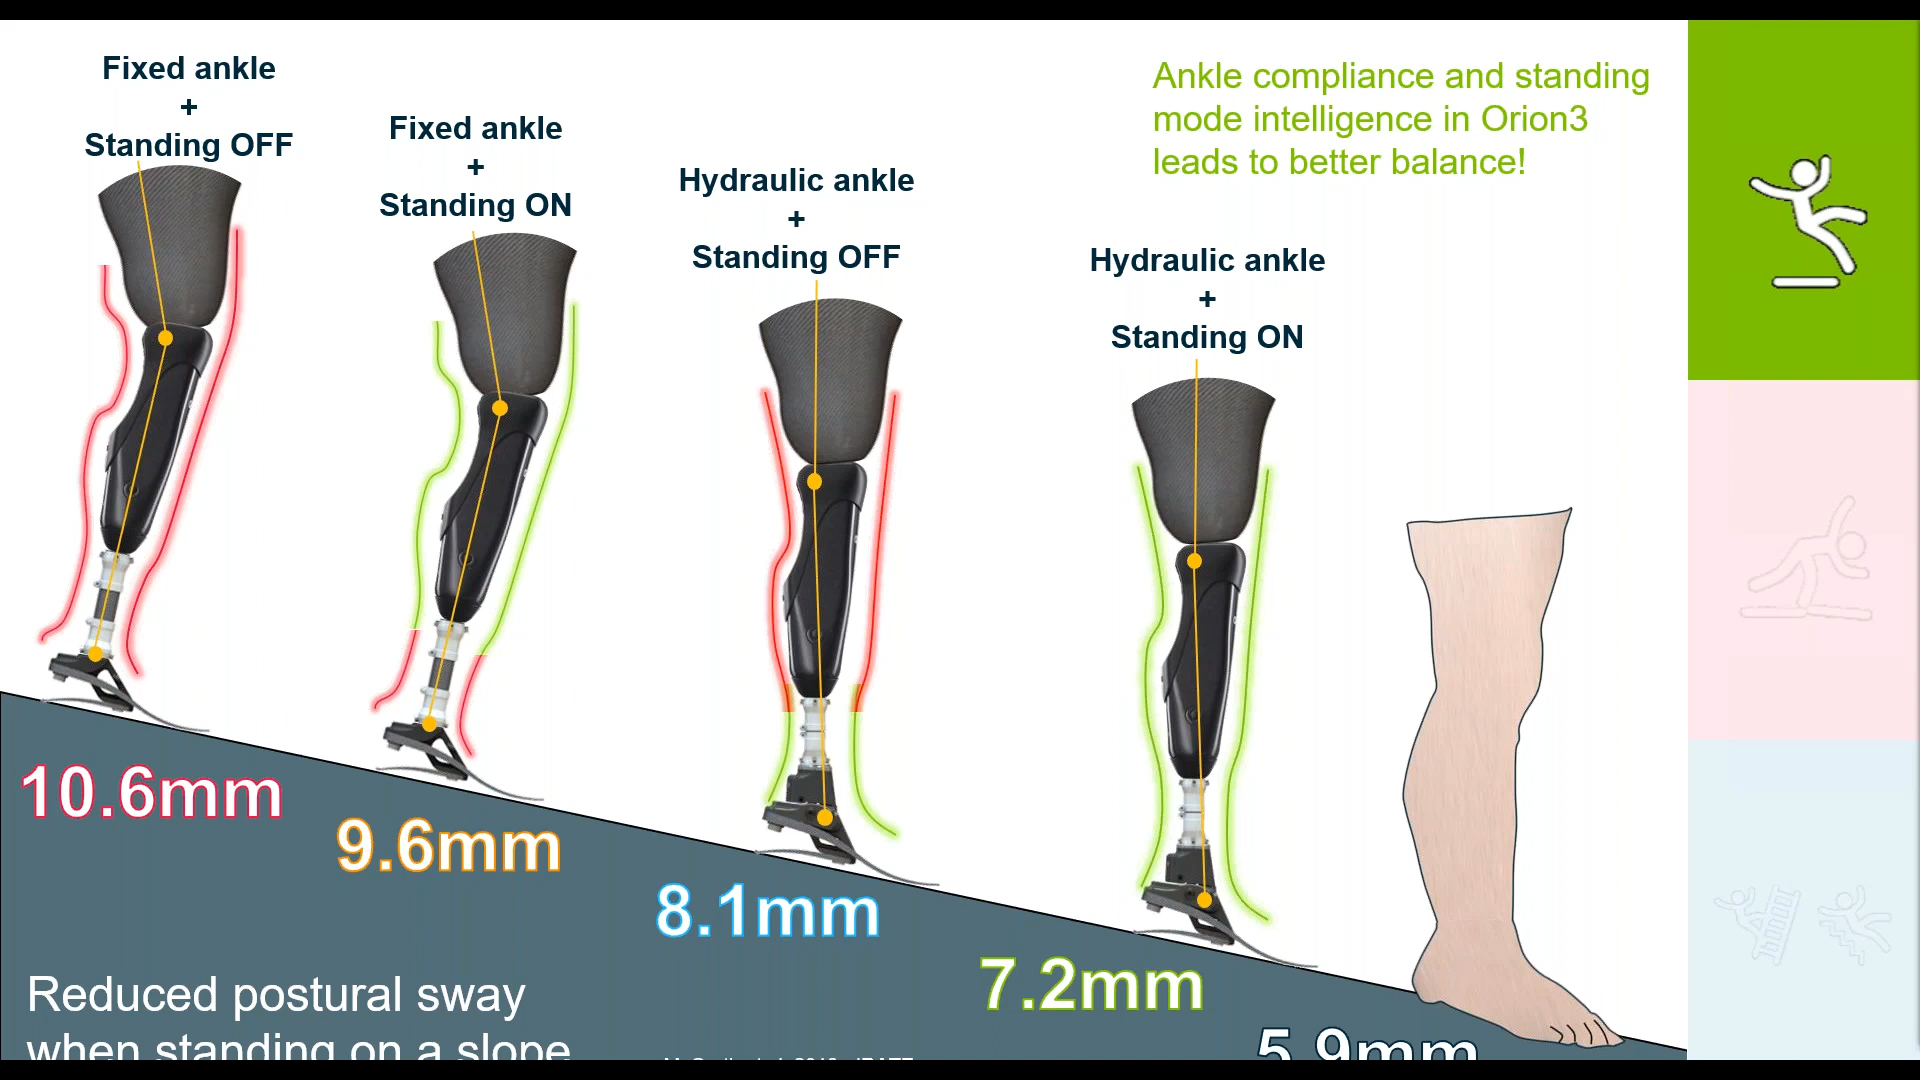 Fixed ankle
+
Standing OFF
Fixed ankle
+
Standing ON
Hydraulic ankle
+
Standing OFF
Hydraulic ankle
+
Standing ON
Ankle compliance and standing
mode intelligence in Orion3
leads to better balance!
10.6mm
9.6mm
8.1mm
7.2mm
5.9mm
Reduced postural sway
when standing on a slope